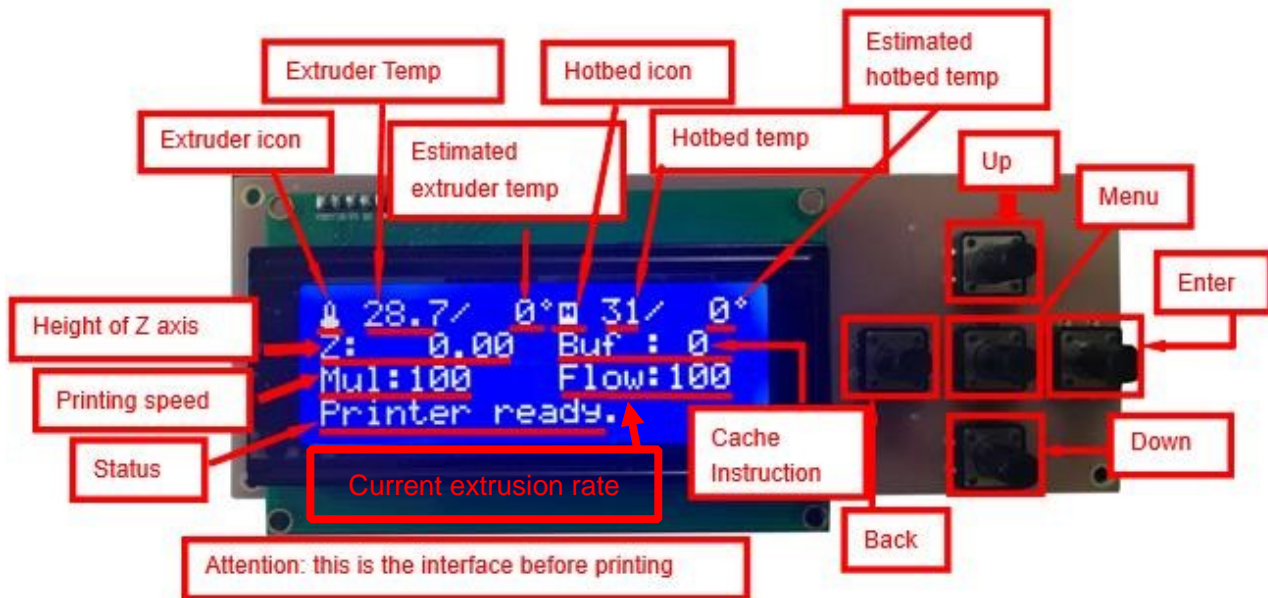 Extruder Temp
Hotbed icon
Estimated
hotbed temp
Extruder icon
Estimated
extruder temp
Hotbed temp
Up
Menu
Enter
Height of Z axis
Printing speed
Status
28.7/ 0° H 31/ 0°
Z: 0.00 Buf : 0
Mul:100 Flow:100
Printer ready.
Current extrusion rate
Cache
Instruction
Down
Back
Attention: this is the interface before printing